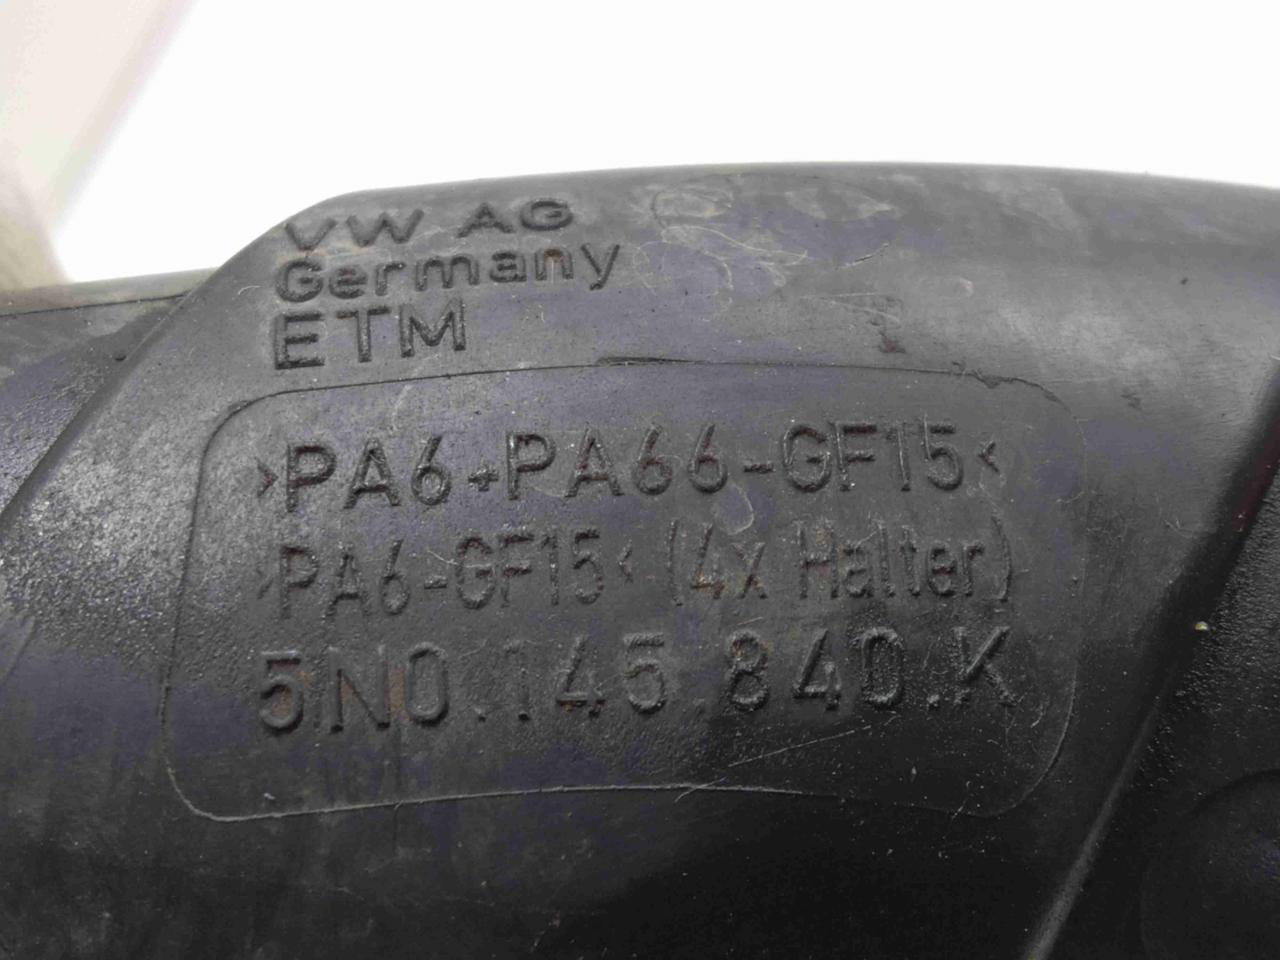 VW AG
Germany
ETM
>PA6+PA66-GF15<
>PA6-GF15< (4x Halter)
5N0.145.840.K